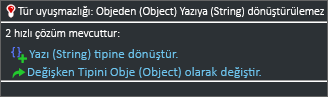 Tür uyuşmazlığı: Objeden (Object) Yazıya (String) dönüştürülemez
2 hızlı çözüm mevcuttur:
Yazı (String) tipine dönüştür.
Değişken Tipini Obje (Object) olarak değiştir.